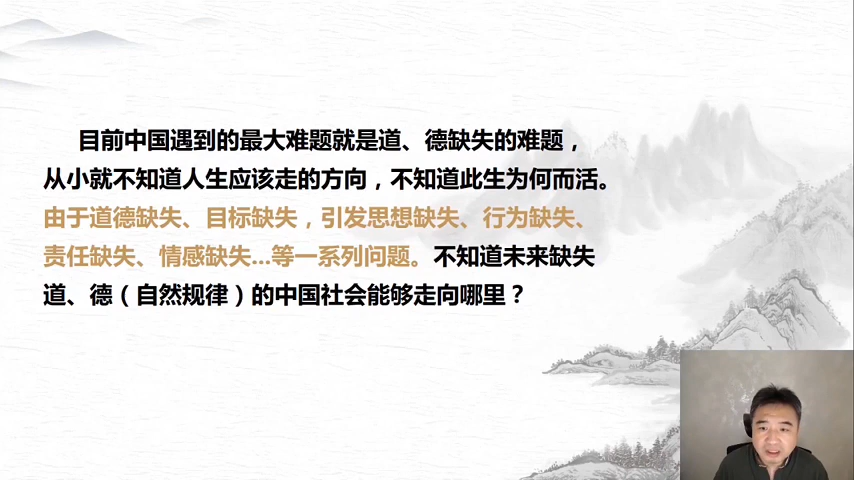 目前中国遇到的最大难题就是道、德缺失的难题，
从小就不知道人生应该走的方向，不知道此生为何而活。
由于道德缺失、目标缺失，引发思想缺失、行为缺失、
责任缺失、情感缺失...等一系列问题。不知道未来缺失
道、德（自然规律）的中国社会能够走向哪里？